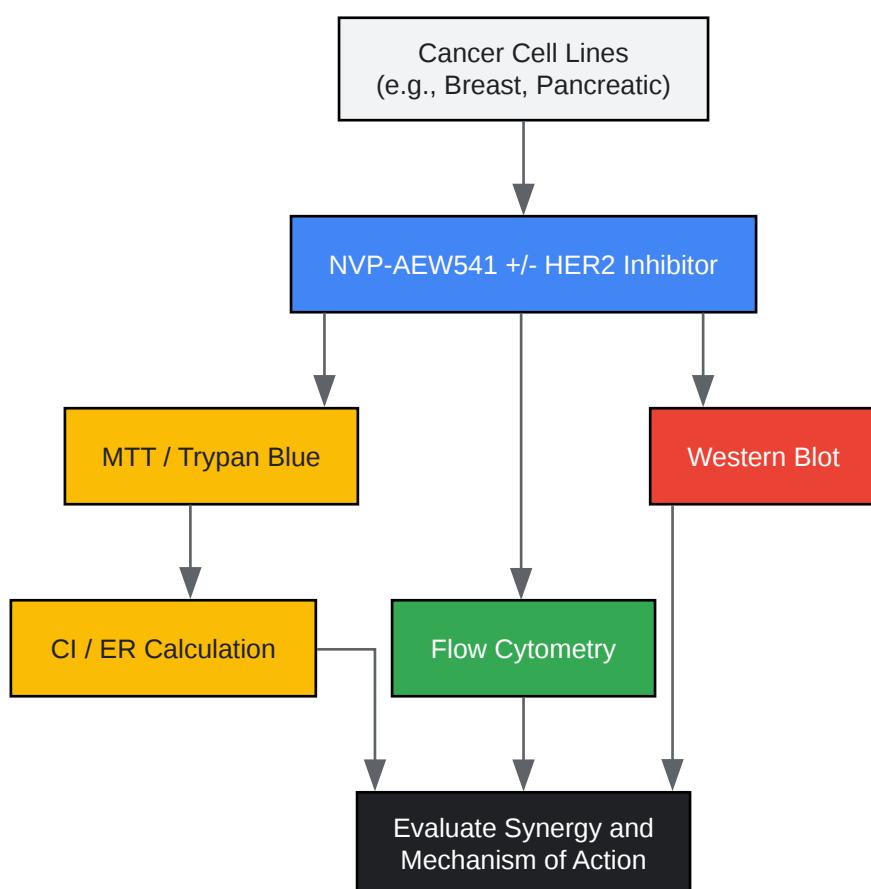 Cancer Cell Lines
(e.g., Breast, Pancreatic)
NVP-AEW541 +/- HER2 Inhibitor
MTT / Trypan Blue
Western Blot
CI / ER Calculation
Flow Cytometry
Evaluate Synergy and
Mechanism of Action